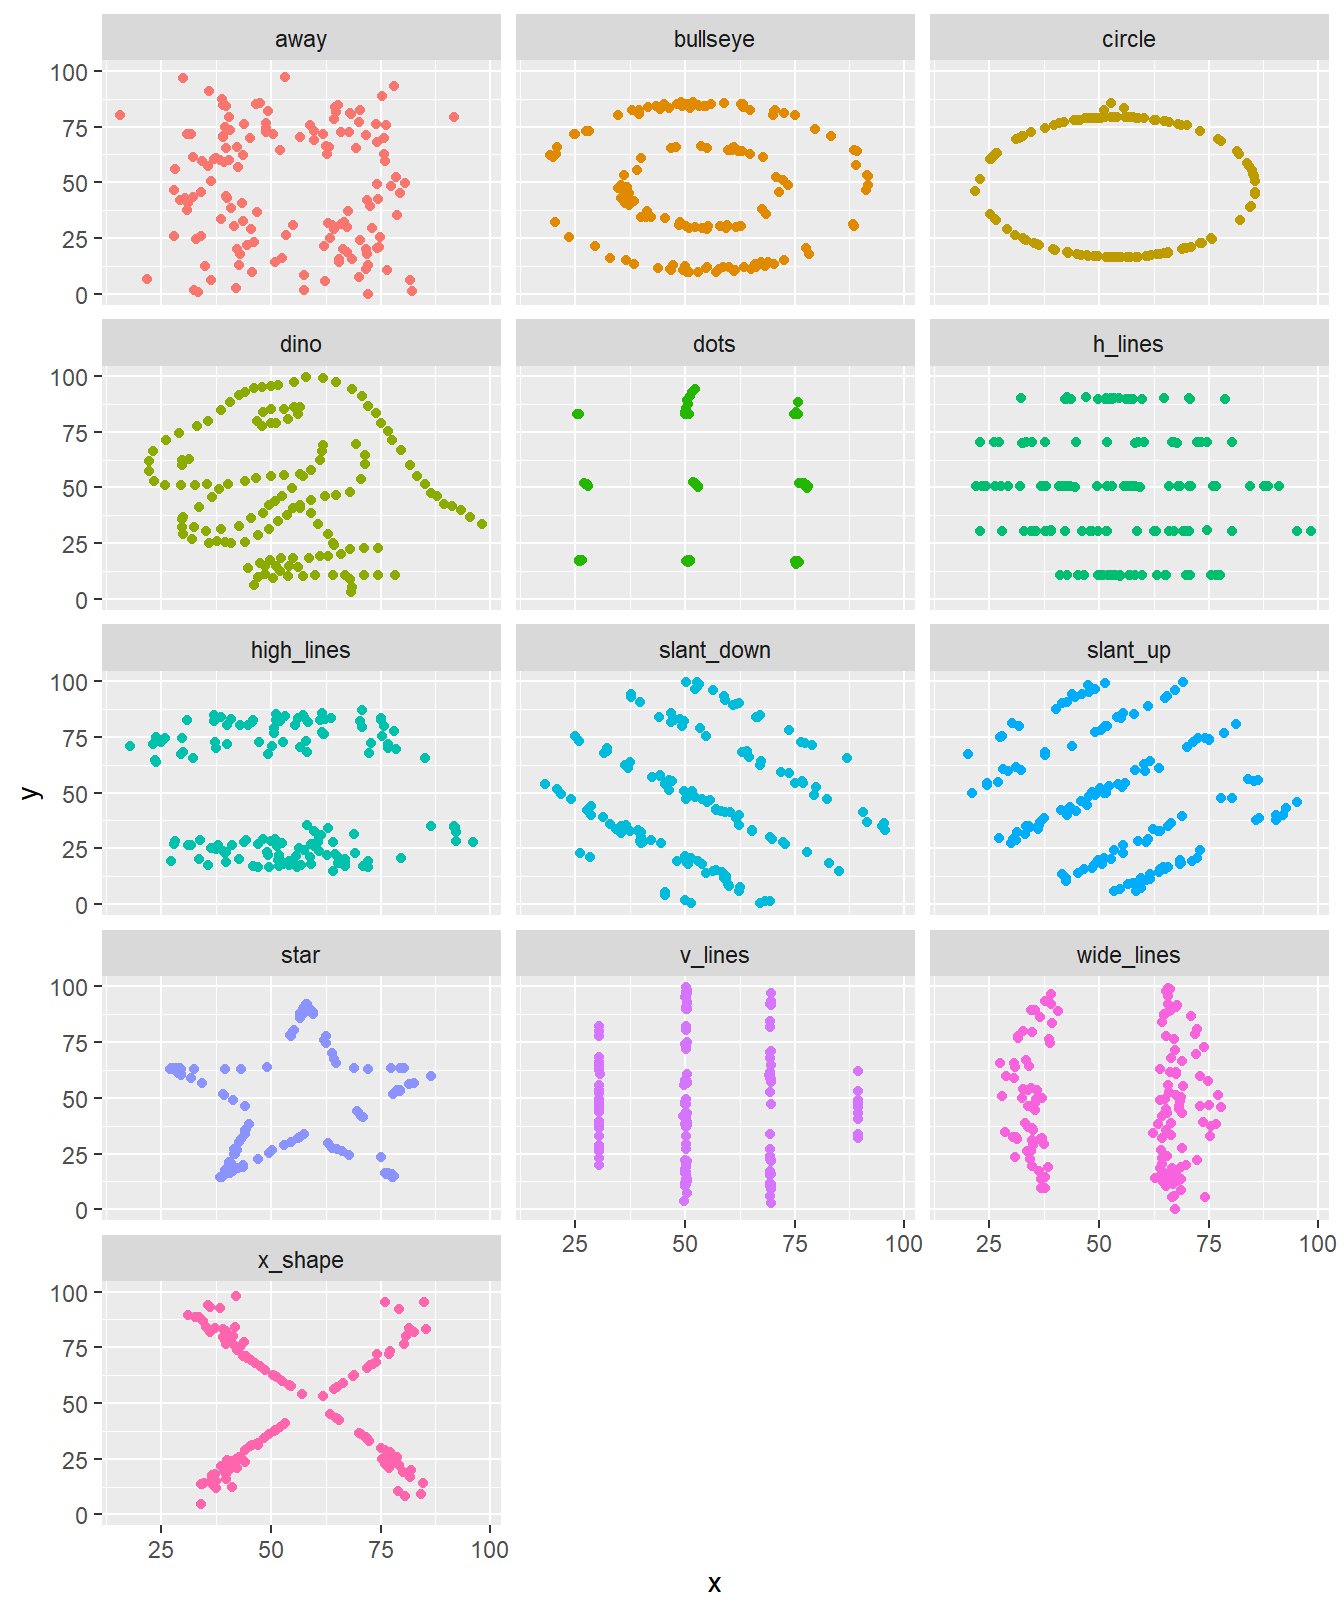 away bullseye circle
100
75
50
25
0
dino dots h_lines
100
75
50
25
0
high_lines slant_down slant_up
100
75
50
25
0
y
star v_lines wide_lines
100
75
50
25
0
25 50 75 100 25 50 75 100
x_shape
100
75
50
25
0
25 50 75 100
x